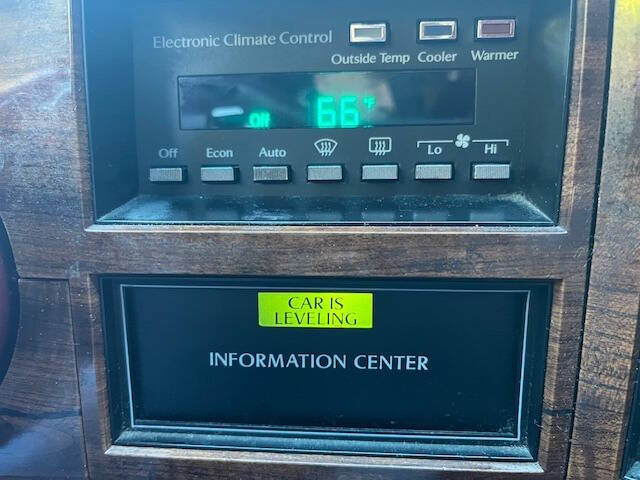 Electronic Climate Control
Outside Temp Cooler Warmer
Off 66°F
Off Econ Auto Lo Hi
CAR IS
LEVELING
INFORMATION CENTER